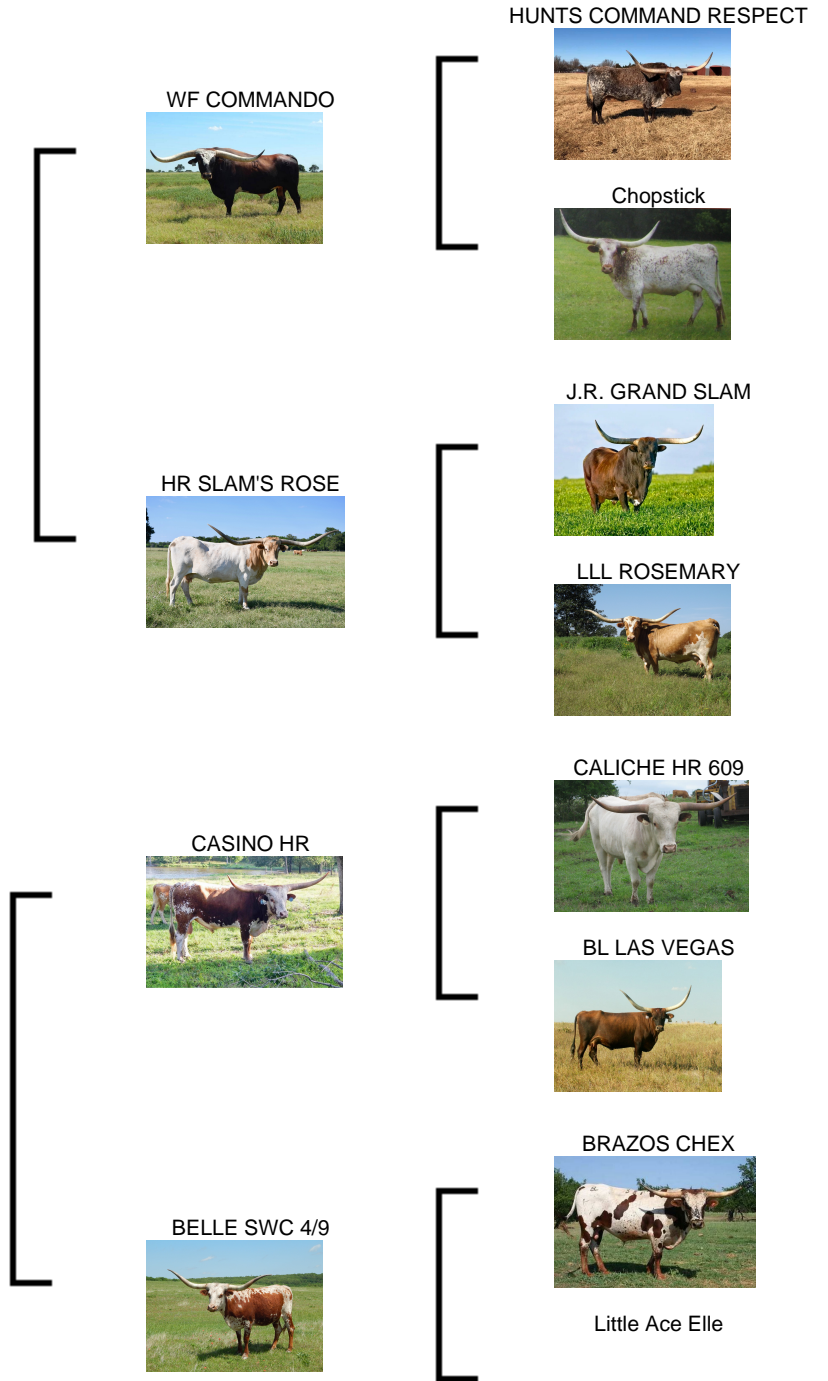 HUNTS COMMAND RESPECT
WF COMMANDO
Chopstick
J.R. GRAND SLAM
HR SLAM'S ROSE
LLL ROSEMARY
CALICHE HR 609
CASINO HR
BL LAS VEGAS
BRAZOS CHEX
BELLE SWC 4/9
Little Ace Elle